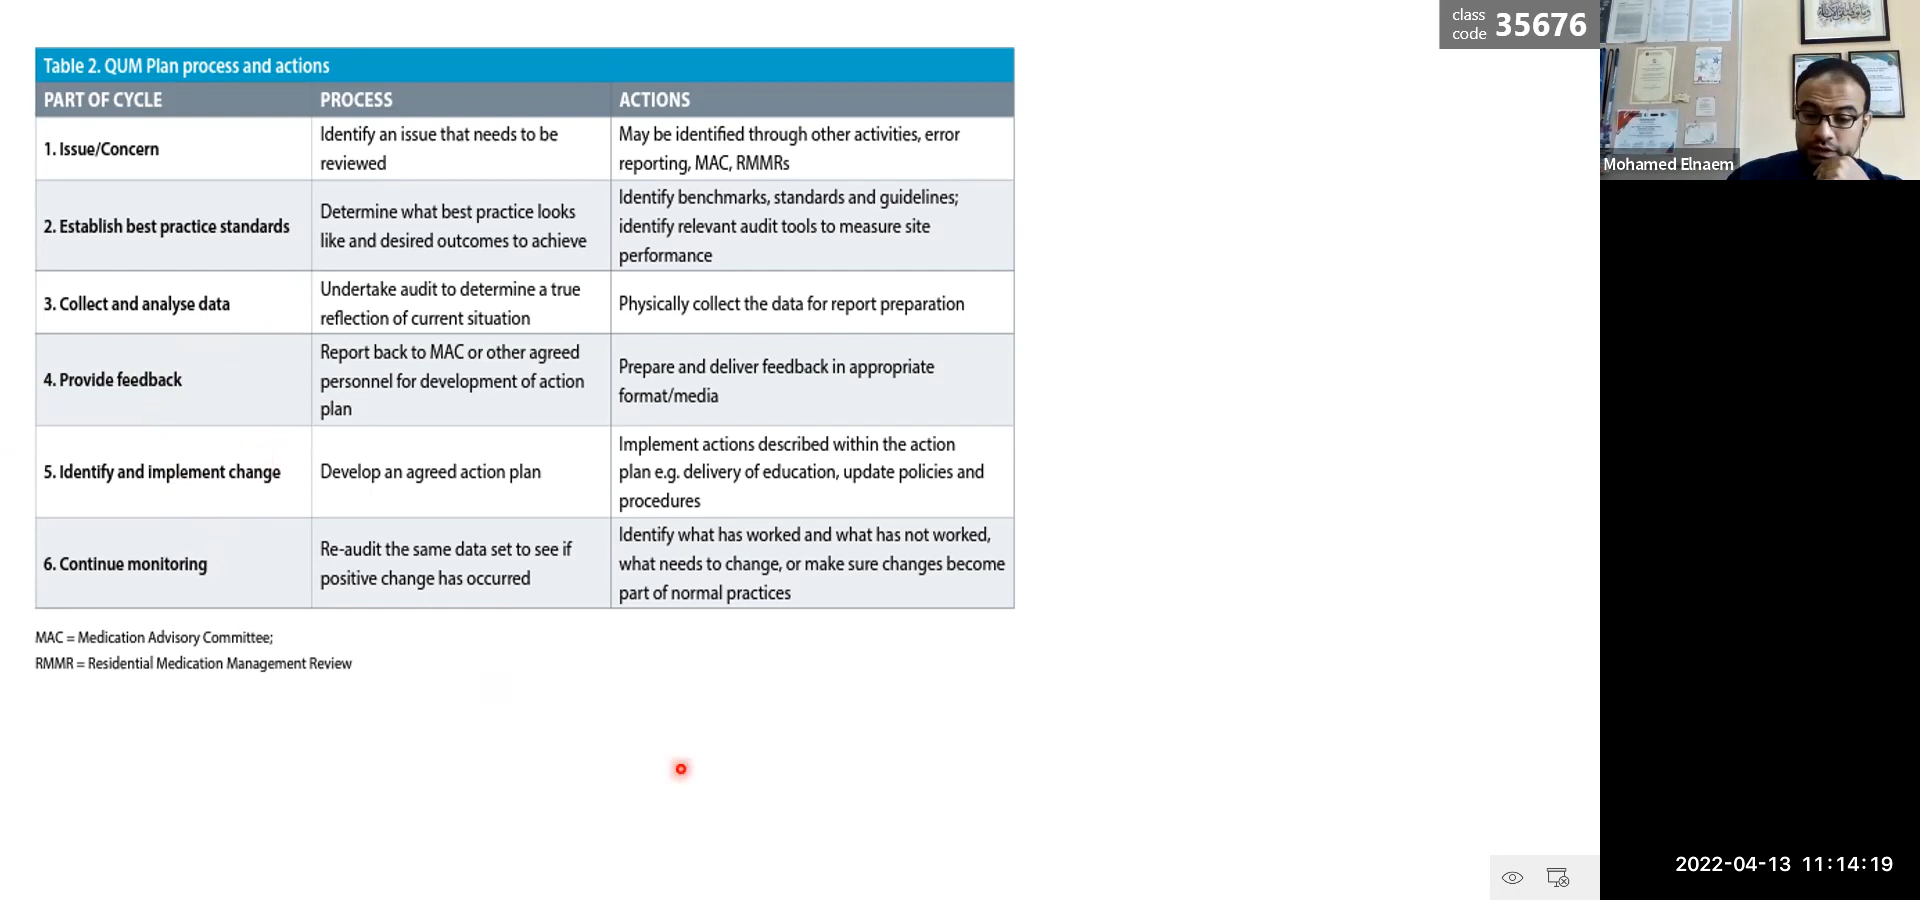 class
code 35676
Table 2. QUM Plan process and actions
PART OF CYCLE
PROCESS
ACTIONS
1. Issue/Concern
Identify an issue that needs to be
reviewed
May be identified through other activities, error
reporting, MAC, RMMRs
2. Establish best practice standards
Determine what best practice looks
like and desired outcomes to achieve
Identify benchmarks, standards and guidelines;
identify relevant audit tools to measure site
performance
3. Collect and analyse data
Undertake audit to determine a true
reflection of current situation
Physically collect the data for report preparation
4. Provide feedback
Report back to MAC or other agreed
personnel for development of action
plan
Prepare and deliver feedback in appropriate
format/media
5. Identify and implement change
Develop an agreed action plan
Implement actions described within the action
plan e.g. delivery of education, update policies and
procedures
6. Continue monitoring
Re-audit the same data set to see if
positive change has occurred
Identify what has worked and what has not worked,
what needs to change, or make sure changes become
part of normal practices
MAC = Medication Advisory Committee;
RMMR = Residential Medication Management Review
Mohamed Elnaem
2022-04-13 11:14:19